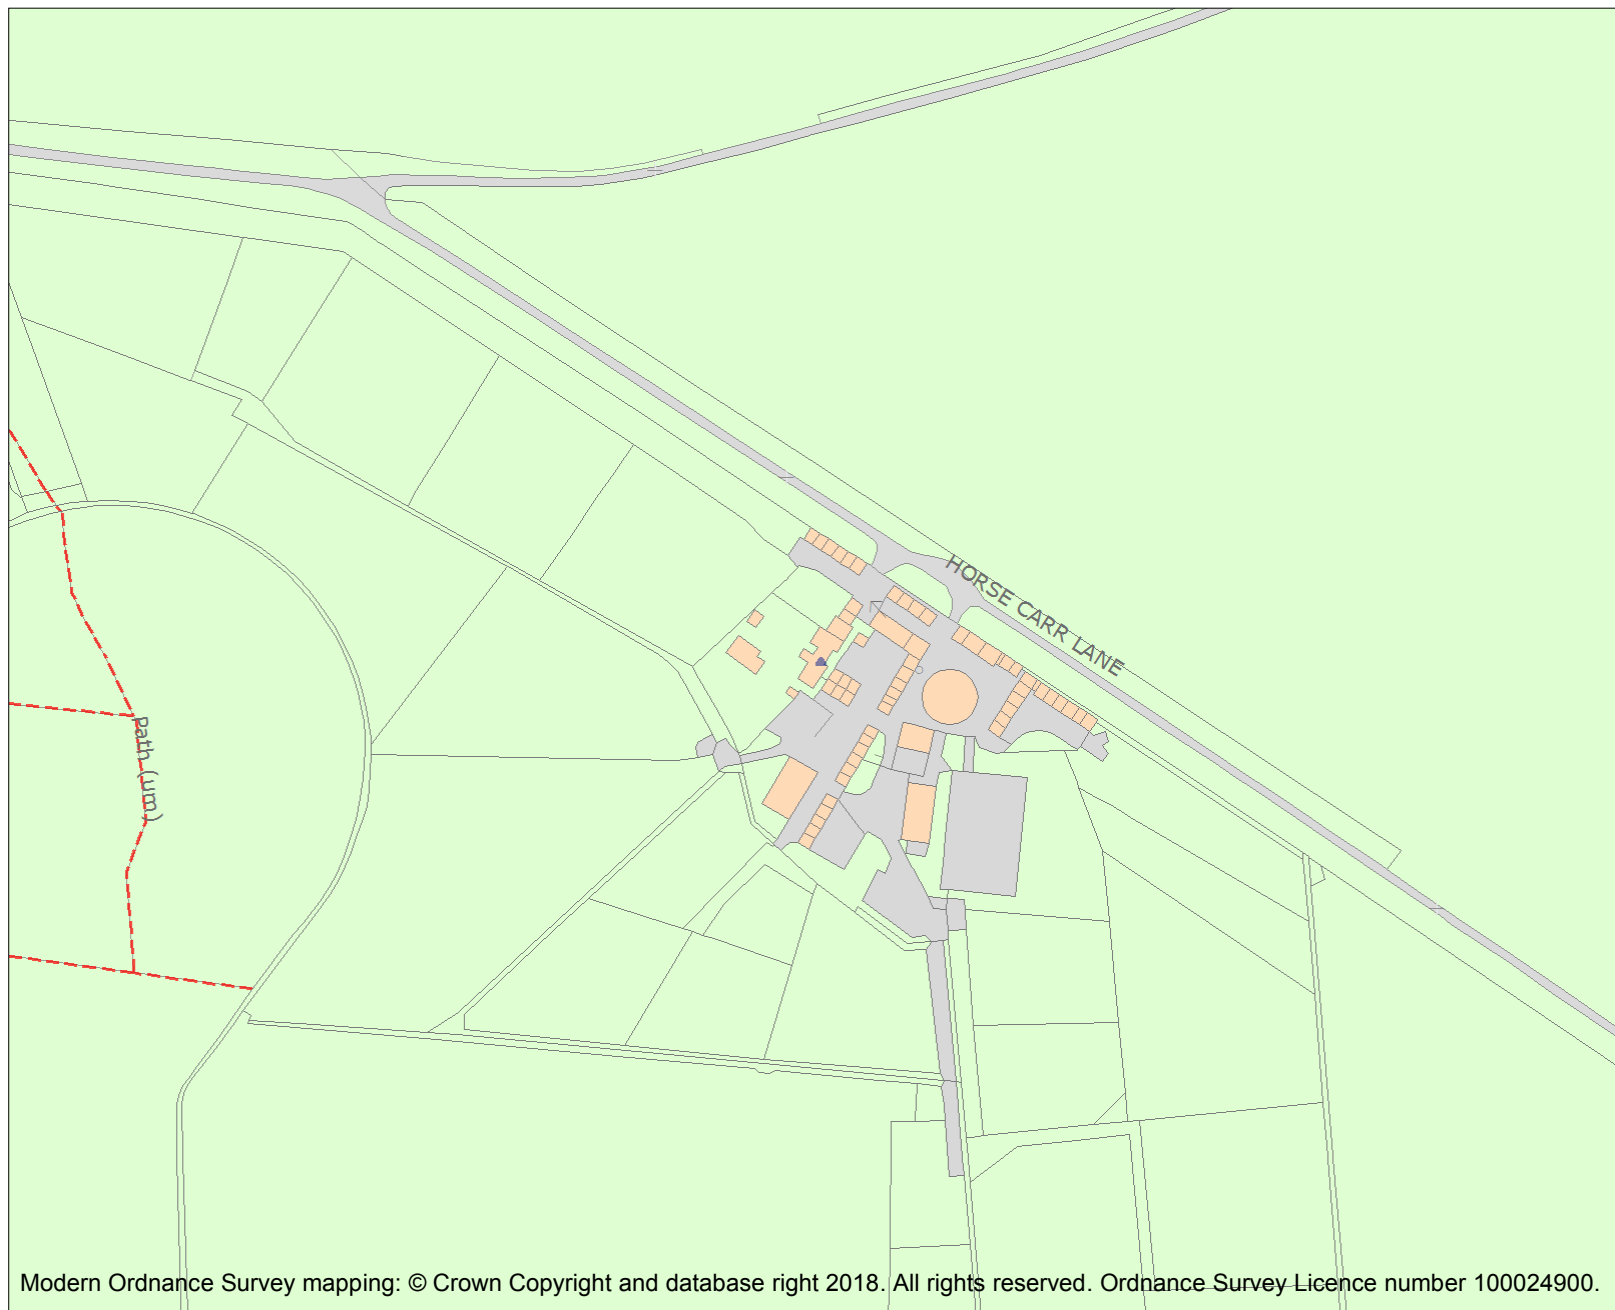 HORSE CARR LANE
Path (um)
Modern Ordnance Survey mapping: © Crown Copyright and database right 2018. All rights reserved. Ordnance Survey Licence number 100024900.